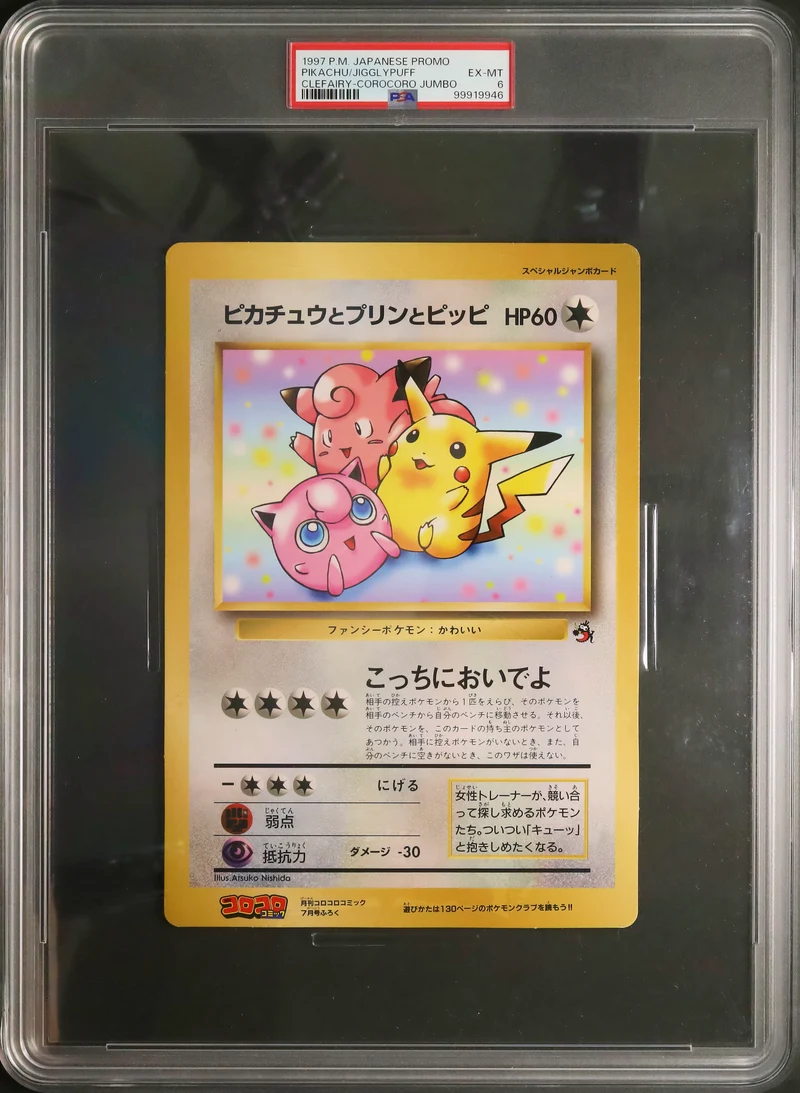 1997 P.M. JAPANESE PROMO
PIKACHU/JIGGLYPUFF EX-MT
CLEFAIRY-COROCORO JUMBO 6
PSA 99919946
スペシャルジャンボカード
ピカチュウとプリンとピッピ HP60
ファンシーポケモン：かわいい
こっちにおいでよ
相手の控えポケモンから1匹をえらび、そのポケモンを
相手のベンチから自分のベンチに移動させる。それ以後、
そのポケモンを、このカードの持ち主のポケモンとして
あつかう。相手に控えポケモンがいないとき、また、自
分のベンチに空きがないとき、このワザは使えない。
ー にげる
じゃくてん
弱点
ていこうりょく
抵抗力 ダメージ -30
女性トレーナーが、競い合
って探し求めるポケモン
たち。ついつい「キューッ」
と抱きしめたくなる。
Illus.Atsuko Nishida
コロコロ
コミック
月刊コロコロコミック
7月号ふろく
遊びかたは130ページのポケモンクラブを読もう!!